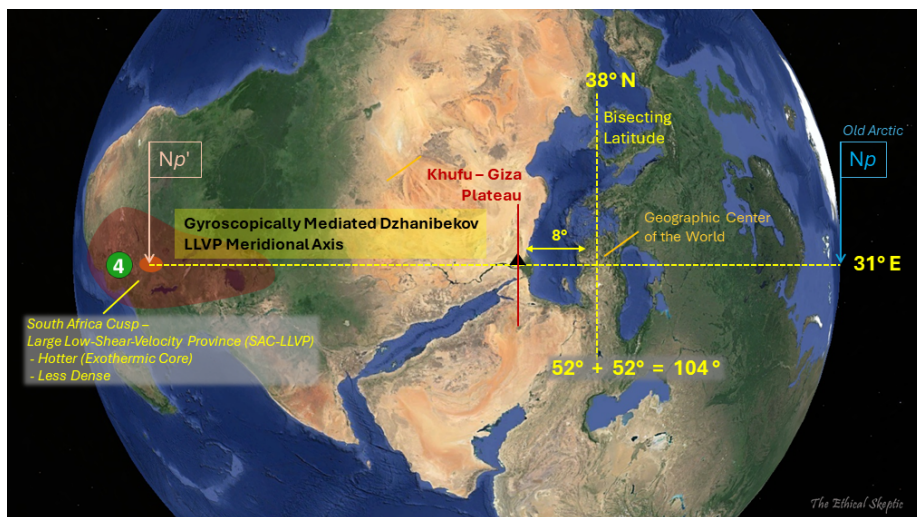 38° N
Bisecting
Latitude
Old Arctic
Np'
Np
Khufu – Giza
Plateau
Gyroscopically Mediated Dzhanibekov
LLVP Meridional Axis
Geographic Center
of the World
8°
4
31° E
South Africa Cusp –
Large Low-Shear-Velocity Province (SAC-LLVP)
- Hotter (Exothermic Core)
- Less Dense
52° + 52° = 104°
The Ethical Skeptic